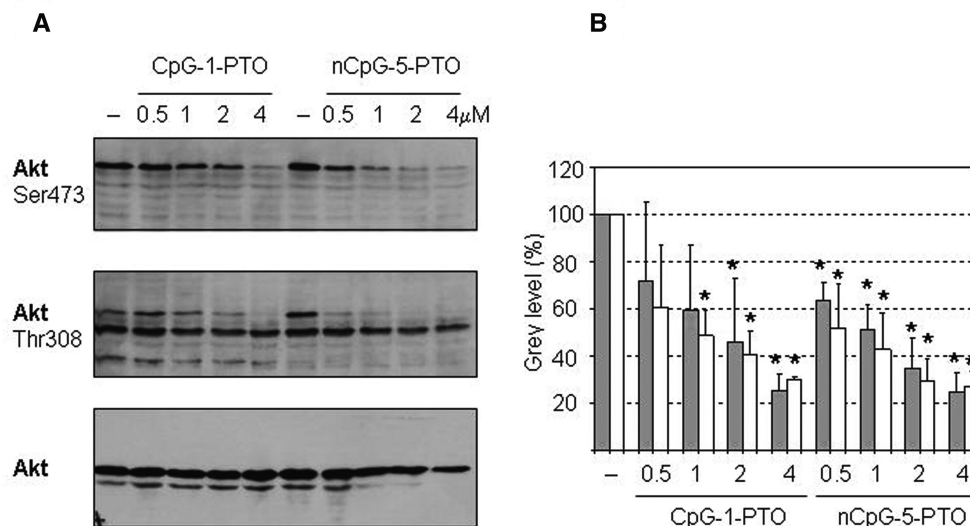 A
CpG-1-PTO nCpG-5-PTO
– 0.5 1 2 4 – 0.5 1 2 4μM
Akt
Ser473
Akt
Thr308
Akt
B
Grey level (%)
120
100
80
60
40
20
* * * * * * * * * * * *
– 0.5 1 2 4 0.5 1 2 4
CpG-1-PTO nCpG-5-PTO